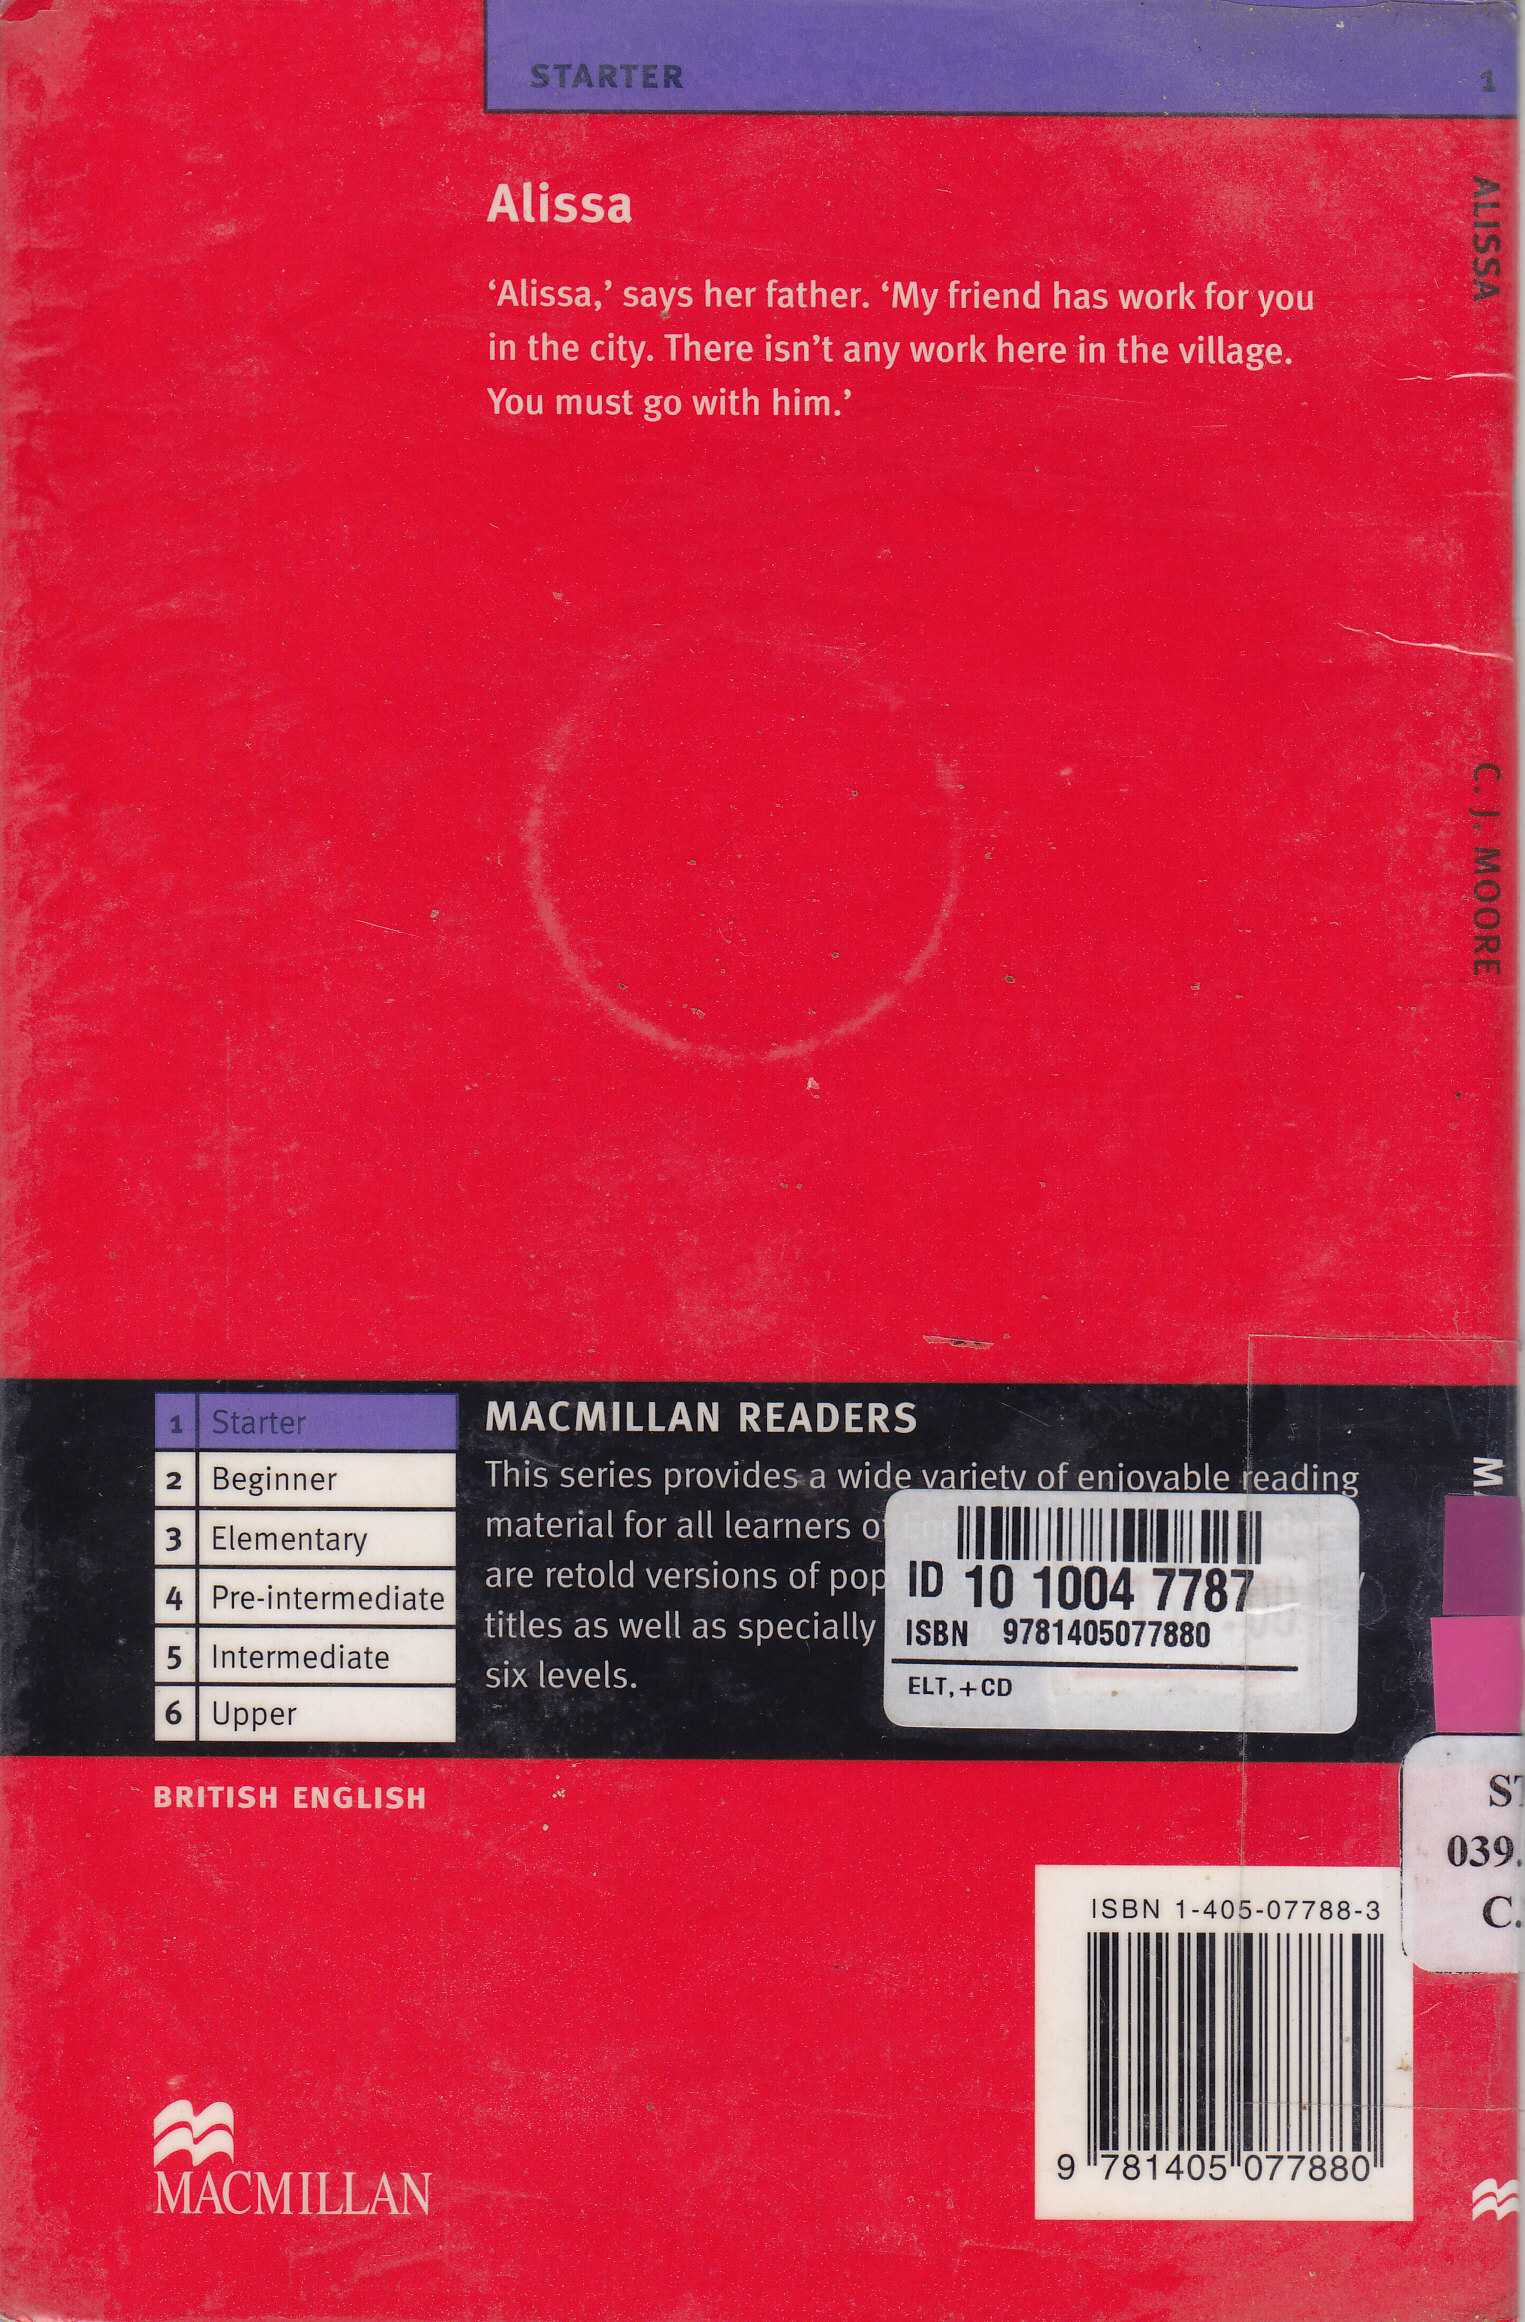 STARTER 1
Alissa
‘Alissa,’ says her father. ‘My friend has work for you
in the city. There isn’t any work here in the village.
You must go with him.’
ALISSA
C. J. MOORE
1 Starter
2 Beginner
3 Elementary
4 Pre-intermediate
5 Intermediate
6 Upper
MACMILLAN READERS
This series provides a wide variety of enjoyable reading
material for all learners
are retold versions of
titles as well as specially
six levels.
ID 10 1004 7787
ISBN 9781405077880
ELT,+CD
BRITISH ENGLISH
039.
C.
ISBN 1-405-07788-3
9 781405 077880
MACMILLAN